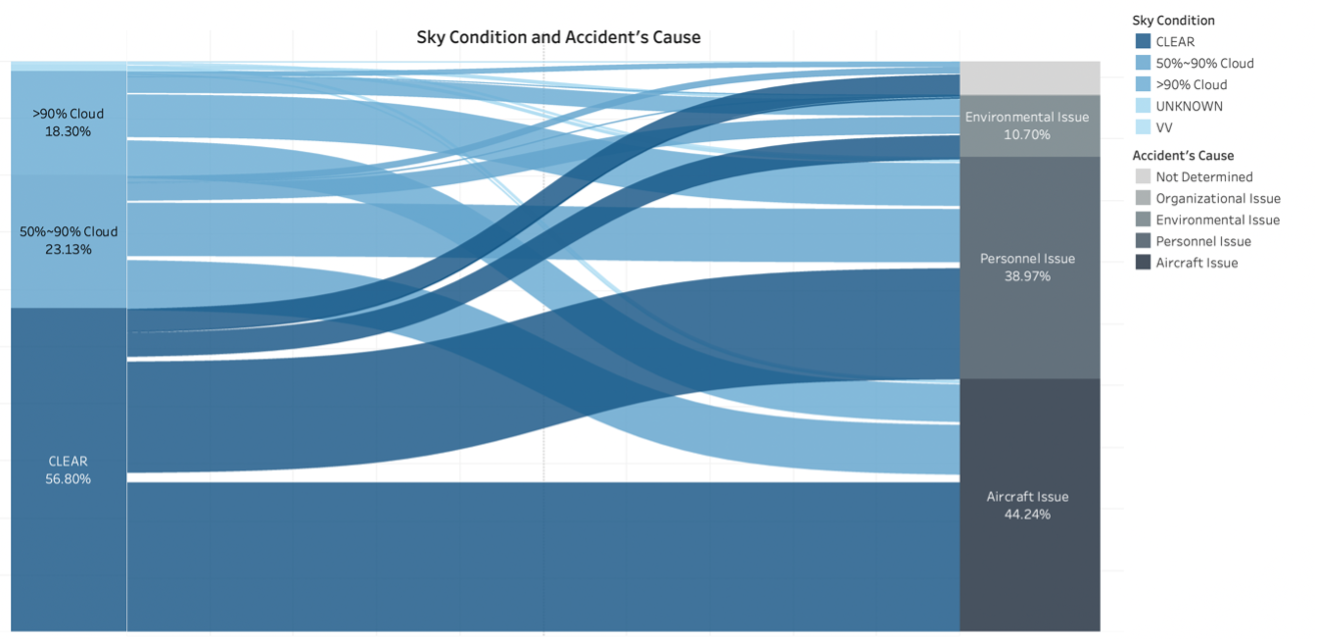 Sky Condition and Accident's Cause
>90% Cloud
18.30%
50%~90% Cloud
23.13%
CLEAR
56.80%
Environmental Issue
10.70%
Personnel Issue
38.97%
Aircraft Issue
44.24%
Sky Condition
CLEAR
50%~90% Cloud
>90% Cloud
UNKNOWN
VV
Accident's Cause
Not Determined
Organizational Issue
Environmental Issue
Personnel Issue
Aircraft Issue